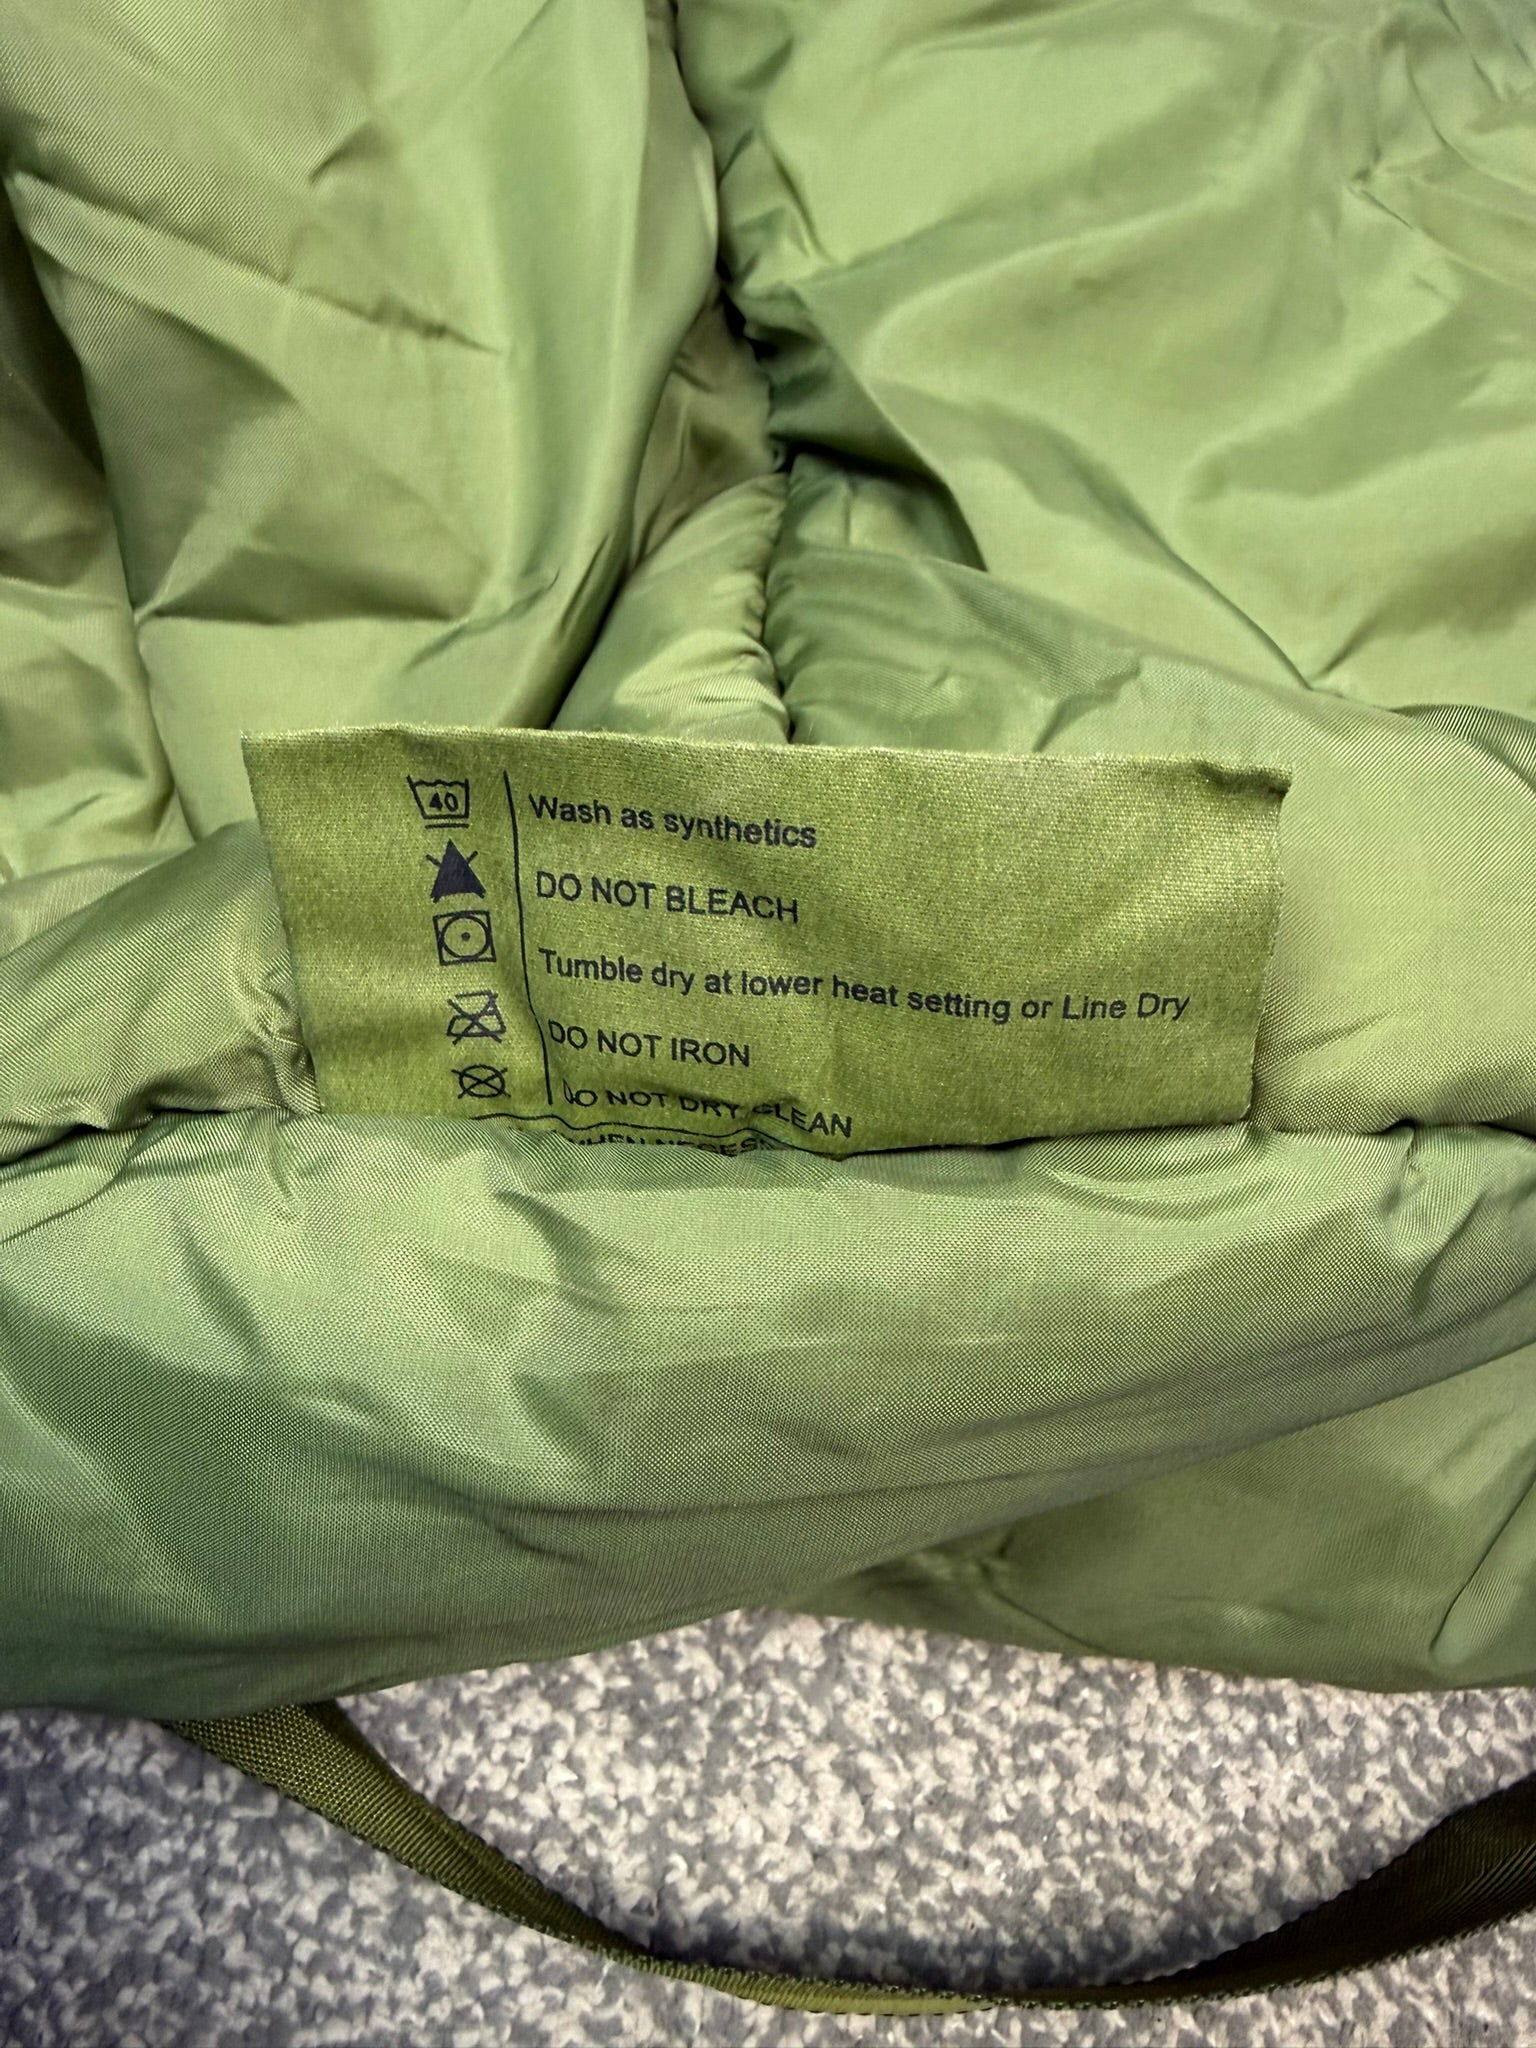 40
Wash as synthetics
DO NOT BLEACH
Tumble dry at lower heat setting or Line Dry
DO NOT IRON
DO NOT DRY CLEAN
WHEN